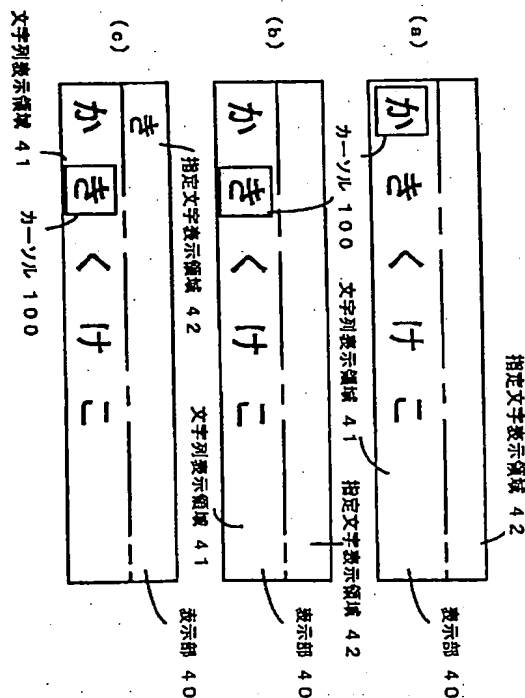 (a)
指定文字表示領域 42
かきくけこ
カーソル 100
文字列表示領域 41
表示部 40
(b)
指定文字表示領域 42
かきくけこ
カーソル 100
文字列表示領域 41
表示部 40
(c)
き
指定文字表示領域 42
かきくけこ
文字列表示領域 41
カーソル 100
表示部 40